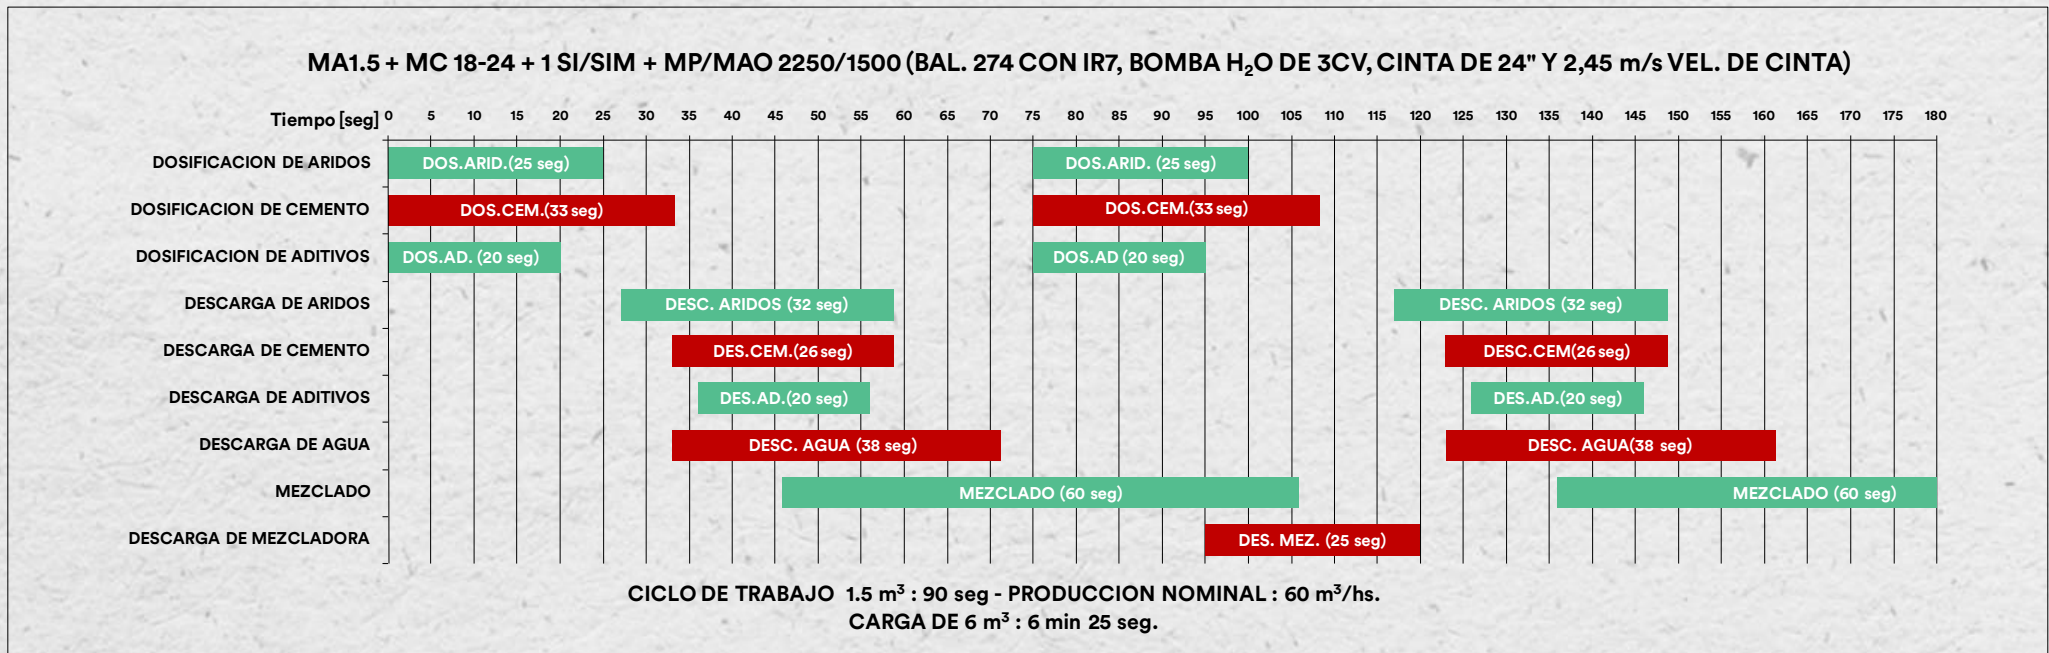 MA1.5 + MC 18-24 + 1 SI/SIM + MP/MAO 2250/1500 (BAL. 274 CON IR7, BOMBA H₂O DE 3CV, CINTA DE 24" Y 2,45 m/s VEL. DE CINTA)
Tiempo [seg] 0 5 10 15 20 25 30 35 40 45 50 55 60 65 70 75 80 85 90 95 100 105 110 115 120 125 130 135 140 145 150 155 160 165 170 175 180
DOSIFICACION DE ARIDOS DOS.ARID.(25 seg) DOS.ARID. (25 seg)
DOSIFICACION DE CEMENTO DOS.CEM.(33 seg) DOS.CEM.(33 seg)
DOSIFICACION DE ADITIVOS DOS.AD. (20 seg) DOS.AD (20 seg)
DESCARGA DE ARIDOS DESC. ARIDOS (32 seg) DESC. ARIDOS (32 seg)
DESCARGA DE CEMENTO DES.CEM.(26 seg) DESC.CEM(26 seg)
DESCARGA DE ADITIVOS DES.AD.(20 seg) DES.AD.(20 seg)
DESCARGA DE AGUA DESC. AGUA (38 seg) DESC. AGUA(38 seg)
MEZCLADO MEZCLADO (60 seg) MEZCLADO (60 seg)
DESCARGA DE MEZCLADORA DES. MEZ. (25 seg)
CICLO DE TRABAJO 1.5 m³ : 90 seg - PRODUCCION NOMINAL : 60 m³/hs.
CARGA DE 6 m³ : 6 min 25 seg.